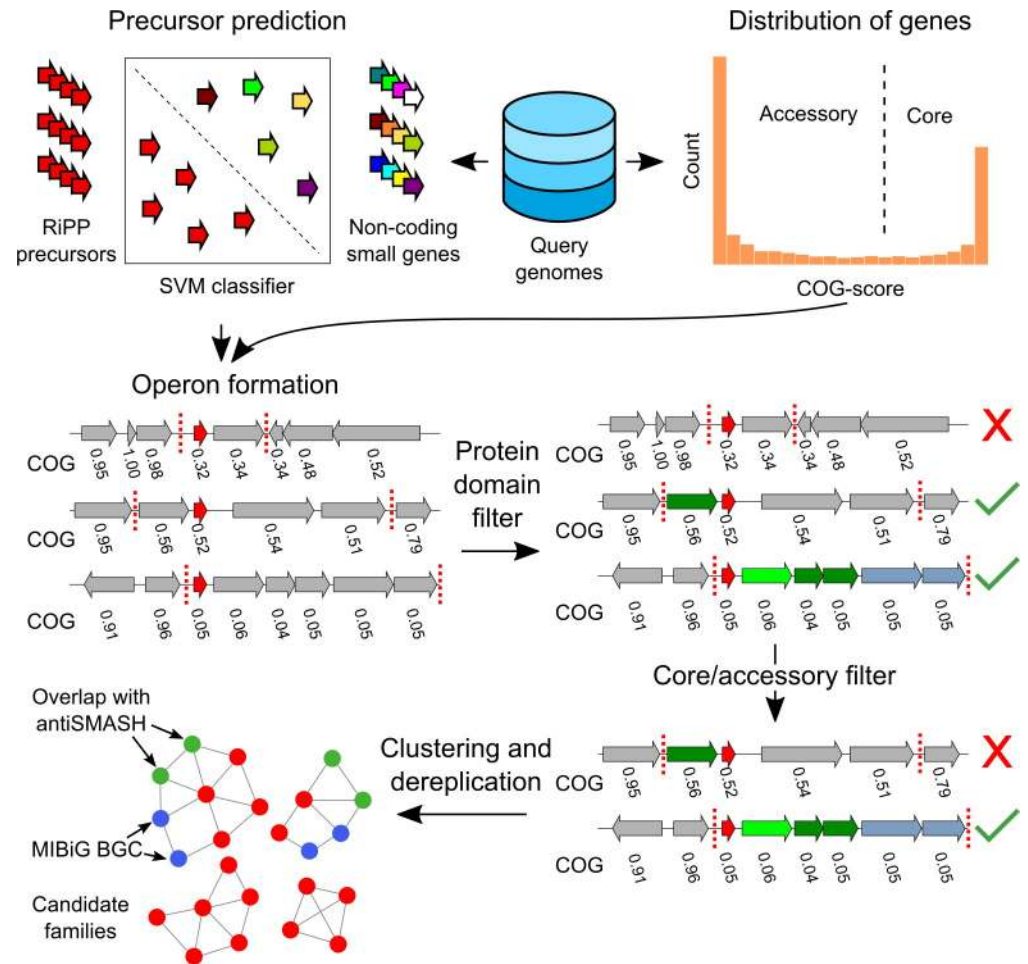 Precursor prediction
Distribution of genes
RiPP
precursors
SVM classifier
Non-coding
small genes
Query
genomes
Count
Accessory
Core
COG-score
Operon formation
COG
0.95 1.00 0.98 0.32 0.34 0.34 0.48 0.52
COG
0.95 0.56 0.52 0.54 0.51 0.79
COG
0.91 0.96 0.05 0.06 0.04 0.05 0.05 0.05
Protein
domain
filter
COG
0.95 1.00 0.98 0.32 0.34 0.34 0.48 0.52
X
COG
0.95 0.56 0.52 0.54 0.51 0.79
COG
0.91 0.96 0.05 0.06 0.04 0.05 0.05 0.05
Core/accessory filter
COG
0.95 0.56 0.52 0.54 0.51 0.79
X
COG
0.91 0.96 0.05 0.06 0.04 0.05 0.05 0.05
Clustering and
dereplication
Overlap with
antiSMASH
MIBiG BGC
Candidate
families